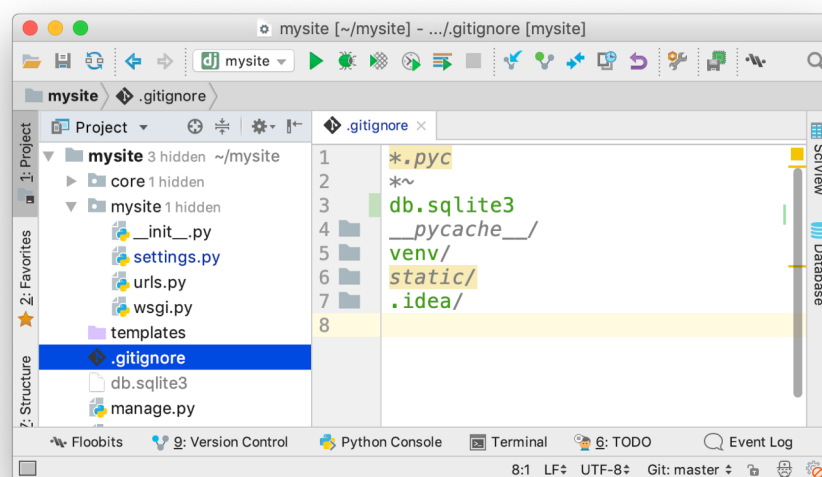 mysite [~/mysite] - .../.gitignore [mysite]
dj mysite
mysite .gitignore
Project
.gitignore
1: Project
2: Favorites
7: Structure
mysite 3 hidden ~/mysite
core 1 hidden
mysite 1 hidden
__init__.py
settings.py
urls.py
wsgi.py
templates
.gitignore
db.sqlite3
manage.py
1 *.pyc
2 *~
3 db.sqlite3
4 __pycache__/
5 venv/
6 static/
7 .idea/
8
SciView
Database
Floobits 9: Version Control Python Console Terminal 6: TODO Event Log
8:1 LF UTF-8 Git: master